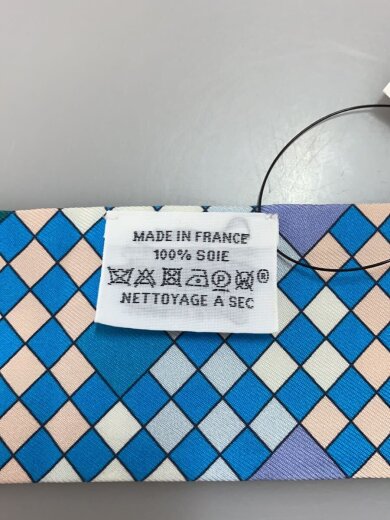 MADE IN FRANCE
100% SOIE
®
NETTOYAGE A SEC